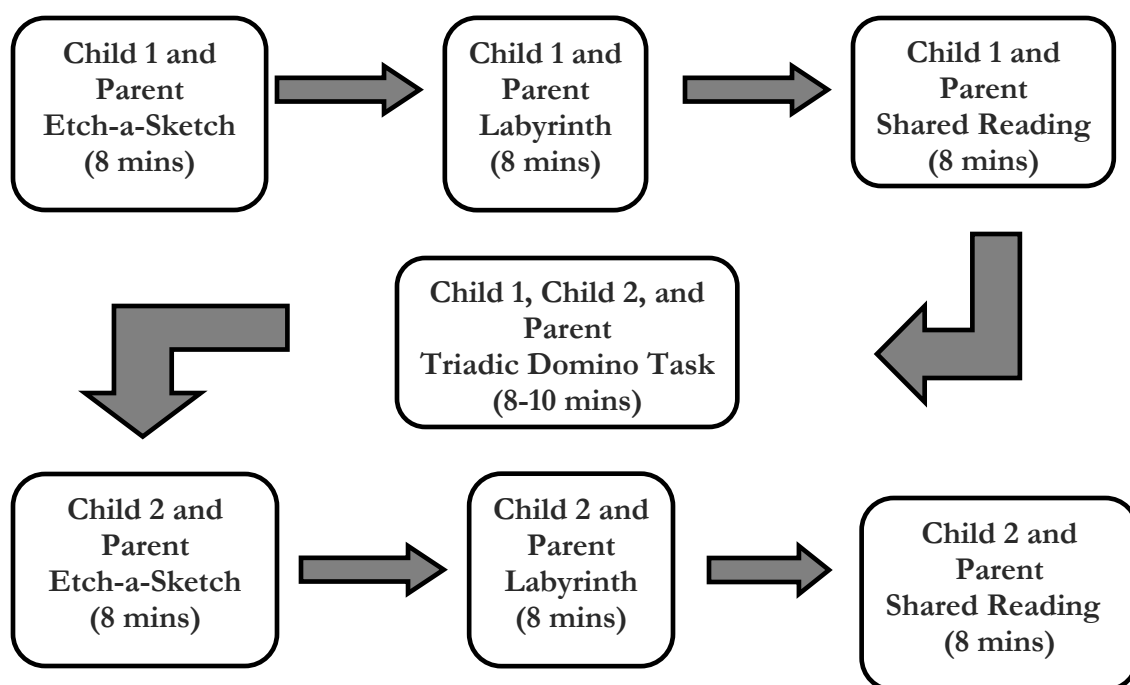 Child 1 and
Parent
Etch-a-Sketch
(8 mins)
Child 1 and
Parent
Labyrinth
(8 mins)
Child 1 and
Parent
Shared Reading
(8 mins)
Child 1, Child 2, and
Parent
Triadic Domino Task
(8-10 mins)
Child 2 and
Parent
Etch-a-Sketch
(8 mins)
Child 2 and
Parent
Labyrinth
(8 mins)
Child 2 and
Parent
Shared Reading
(8 mins)